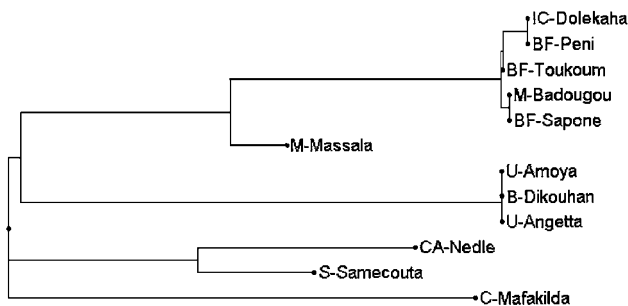 IC-Dolekaha
BF-Peni
BF-Toukoum
M-Badougou
BF-Sapone
M-Massala
U-Amoya
B-Dikouhan
U-Angetta
CA-Nedle
S-Samecouta
C-Mafakilda